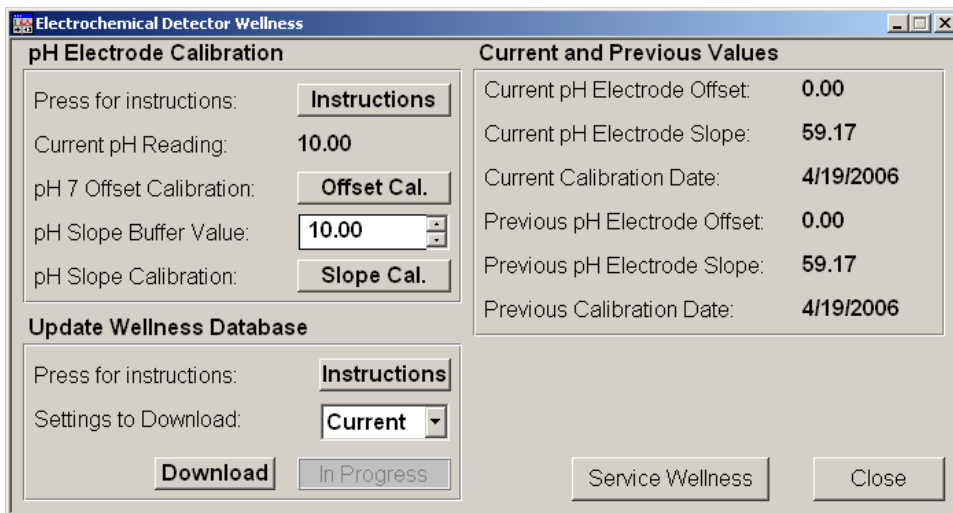 Electrochemical Detector Wellness
pH Electrode Calibration
Press for instructions: Instructions
Current pH Reading: 10.00
pH 7 Offset Calibration: Offset Cal.
pH Slope Buffer Value: 10.00
pH Slope Calibration: Slope Cal.
Current and Previous Values
Current pH Electrode Offset: 0.00
Current pH Electrode Slope: 59.17
Current Calibration Date: 4/19/2006
Previous pH Electrode Offset: 0.00
Previous pH Electrode Slope: 59.17
Previous Calibration Date: 4/19/2006
Update Wellness Database
Press for instructions: Instructions
Settings to Download: Current
Download In Progress
Service Wellness Close